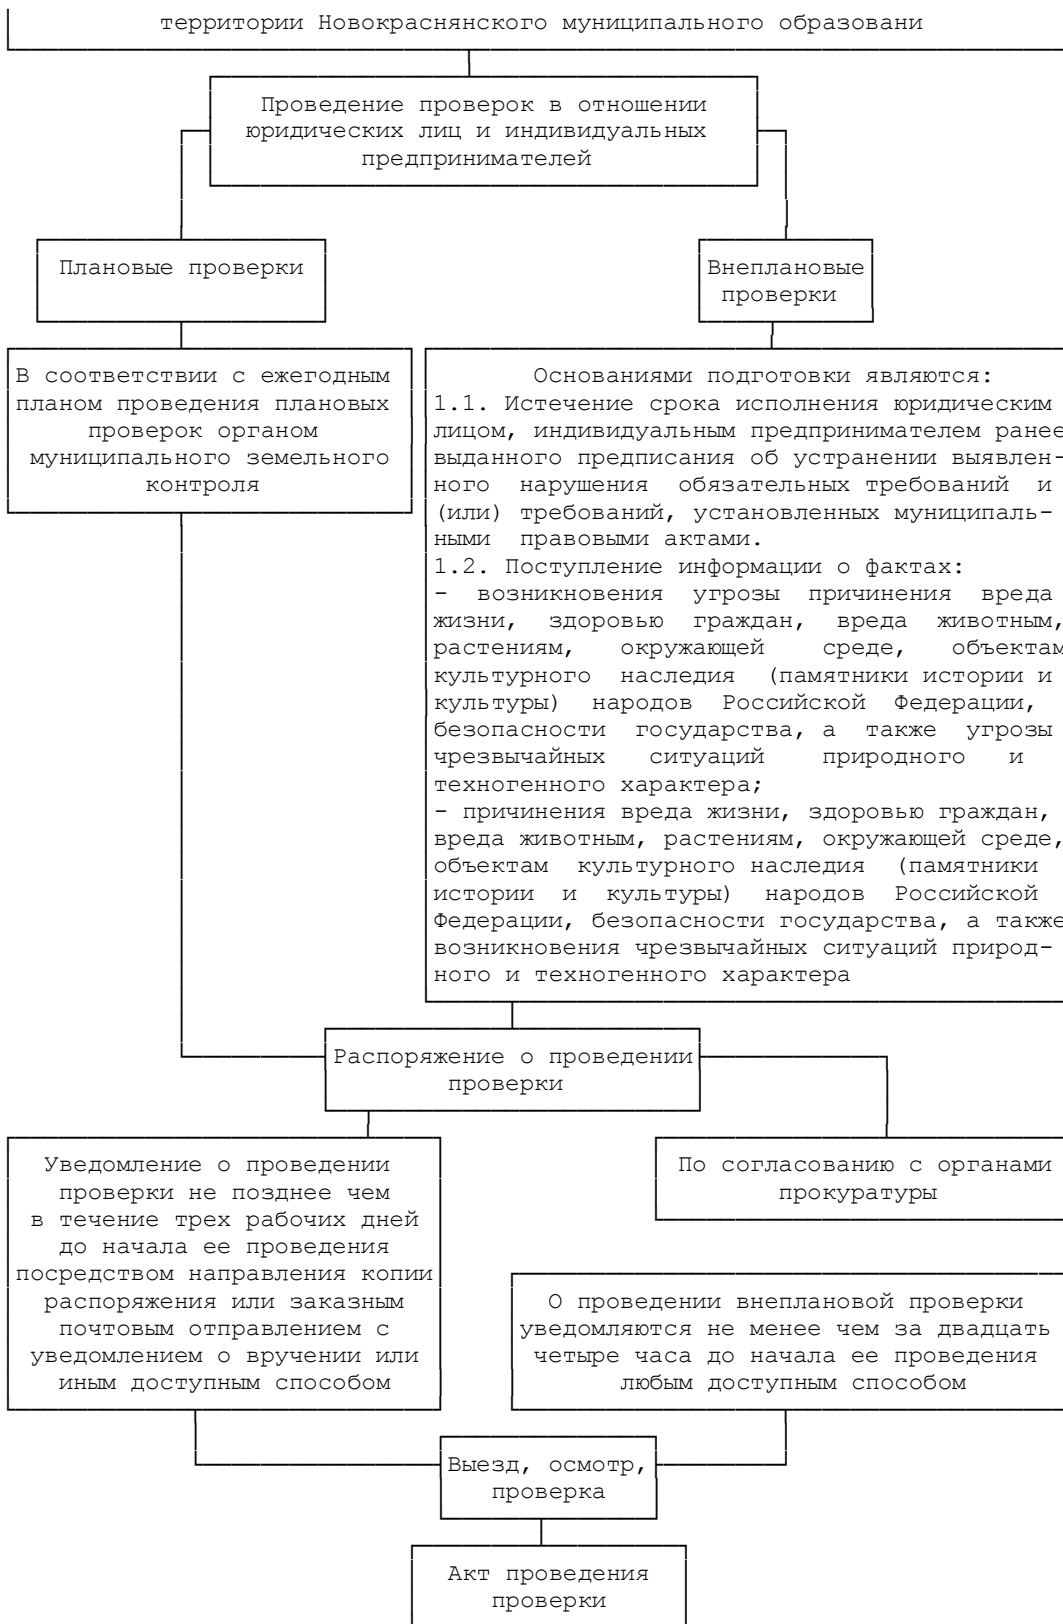 территории Новокраснянского муниципального образовани
Проведение проверок в отношении
юридических лиц и индивидуальных
предпринимателей
Плановые проверки
Внеплановые
проверки
В соответствии с ежегодным
планом проведения плановых
проверок органом
муниципального земельного
контроля
Основаниями подготовки являются:
1.1. Истечение срока исполнения юридическим
лицом, индивидуальным предпринимателем ранее
выданного предписания об устранении выявлен-
ного нарушения обязательных требований и
(или) требований, установленных муниципаль-
ными правовыми актами.
1.2. Поступление информации о фактах:
- возникновения угрозы причинения вреда
жизни, здоровью граждан, вреда животным,
растениям, окружающей среде, объектам
культурного наследия (памятники истории и
культуры) народов Российской Федерации,
безопасности государства, а также угрозы
чрезвычайных ситуаций природного и
техногенного характера;
- причинения вреда жизни, здоровью граждан,
вреда животным, растениям, окружающей среде,
объектам культурного наследия (памятники
истории и культуры) народов Российской
Федерации, безопасности государства, а также
возникновения чрезвычайных ситуаций природ-
ного и техногенного характера
Распоряжение о проведении
проверки
Уведомление о проведении
проверки не позднее чем
в течение трех рабочих дней
до начала ее проведения
посредством направления копии
распоряжения или заказным
почтовым отправлением с
уведомлением о вручении или
иным доступным способом
По согласованию с органами
прокуратуры
О проведении внеплановой проверки
уведомляются не менее чем за двадцать
четыре часа до начала ее проведения
любым доступным способом
Выезд, осмотр,
проверка
Акт проведения
проверки